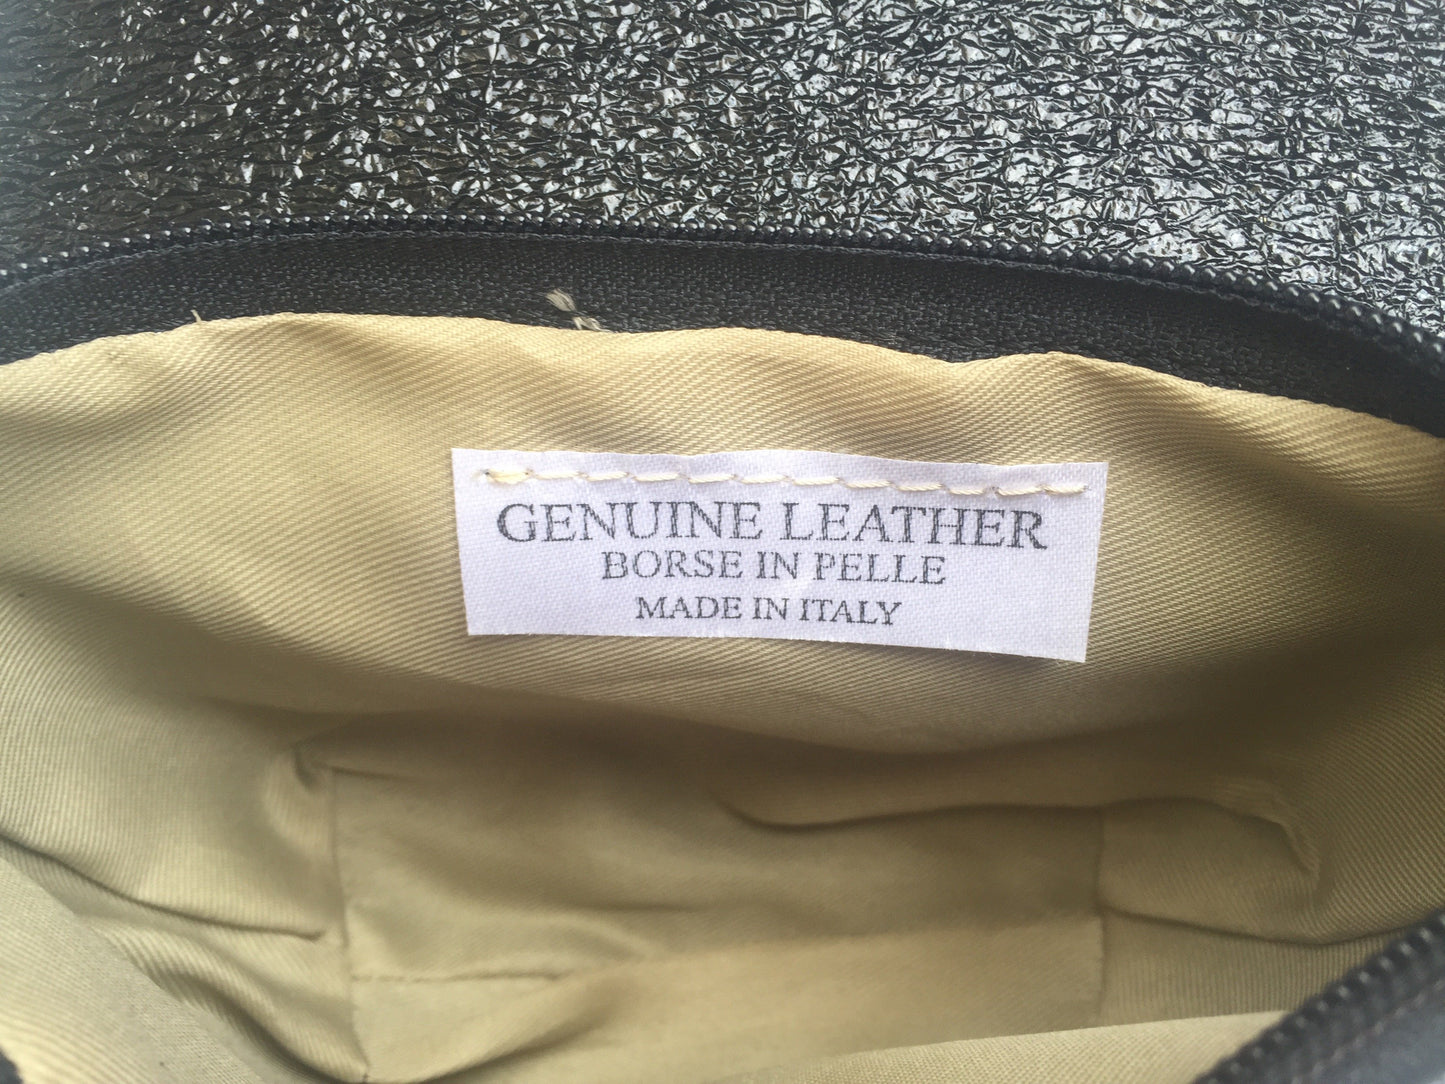 GENUINE LEATHER
BORSE IN PELLE
MADE IN ITALY